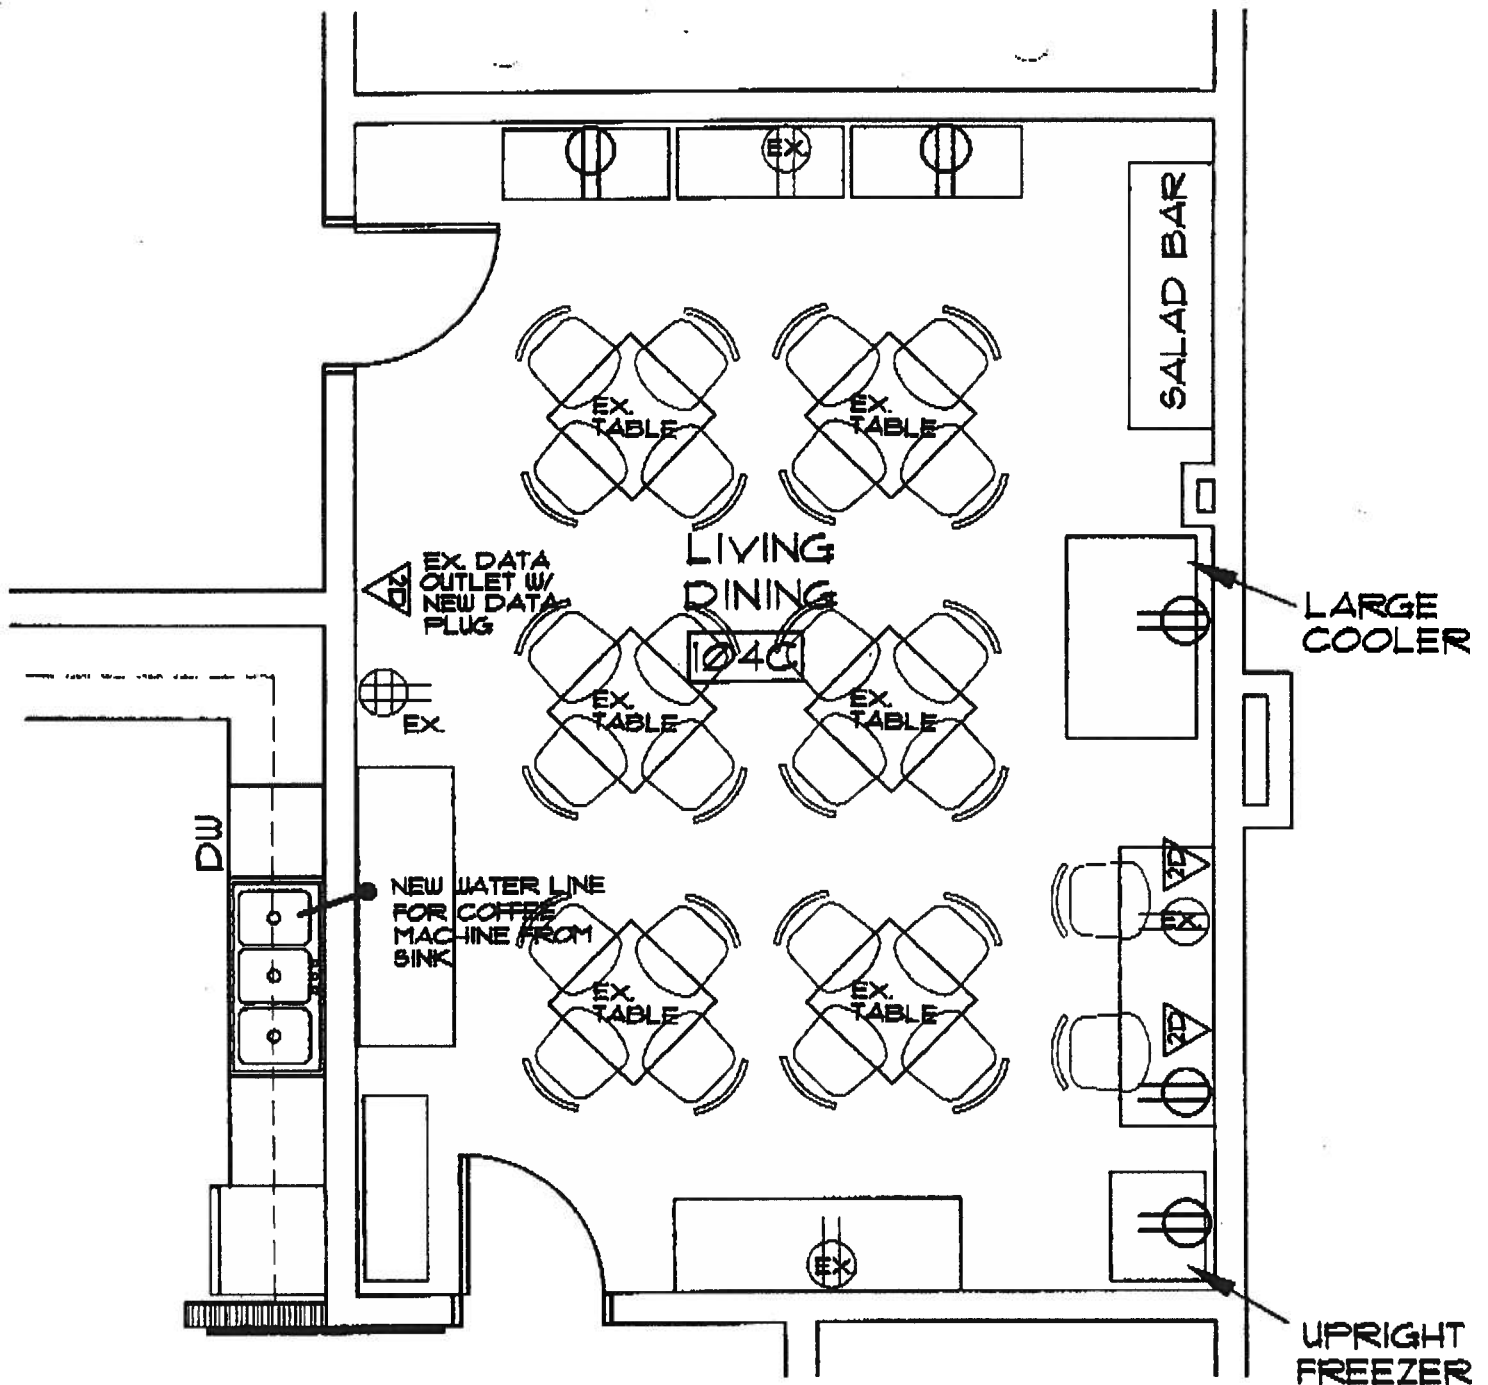 EX.
SALAD BAR
EX.
TABLE
EX.
TABLE
LIVING
DINING
104C
EX. DATA
OUTLET W/
NEW DATA
PLUG
2D
LARGE
COOLER
EX.
TABLE
EX.
TABLE
EX.
DW
NEW WATER LINE
FOR COFFEE
MACHINE FROM
SINK
2D
EX.
EX.
TABLE
EX.
TABLE
2D
EX
UPRIGHT
FREEZER